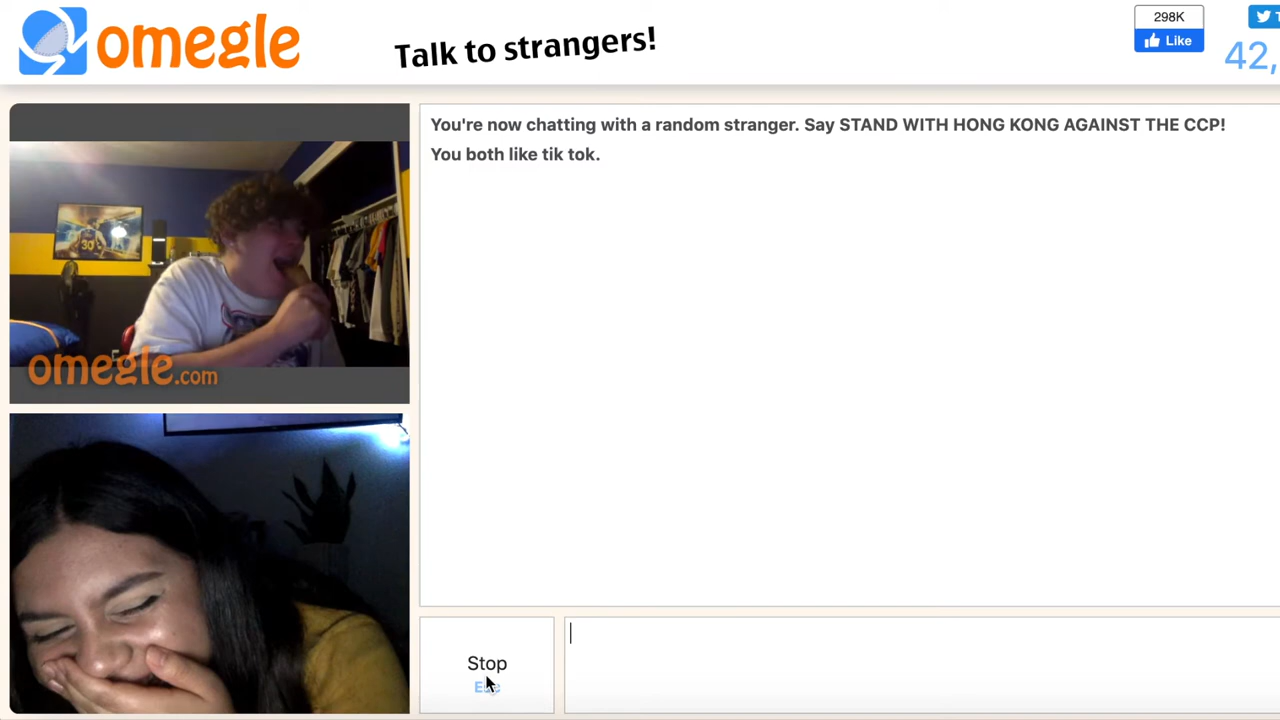 omegle
Talk to strangers!
298K
Like
42,
You're now chatting with a random stranger. Say STAND WITH HONG KONG AGAINST THE CCP!
You both like tik tok.
30
omegle.com
Stop